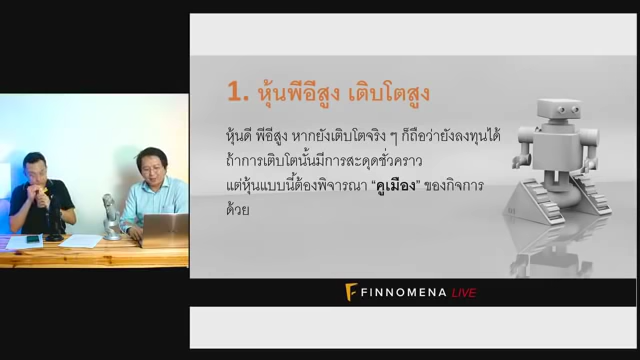 1. หุ้นพีอีสูง เติบโตสูง
หุ้นดี พีอีสูง หากยังเติบโตจริง ๆ ก็ถือว่ายังลงทุนได้
ถ้าการเติบโตนั้นมีการสะดุดชั่วคราว
แต่หุ้นแบบนี้ต้องพิจารณา “คูเมือง” ของกิจการ
ด้วย
FINNOMENA LIVE